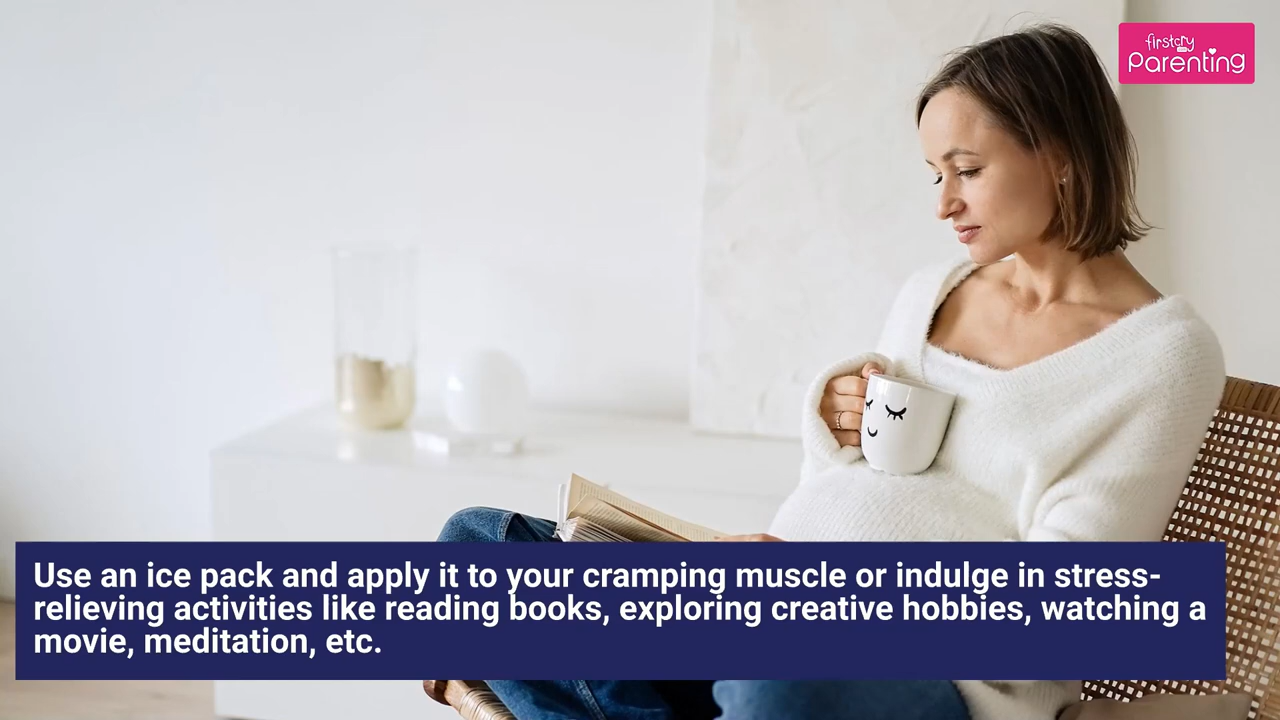 firstcry
Parenting
Use an ice pack and apply it to your cramping muscle or indulge in stress-
relieving activities like reading books, exploring creative hobbies, watching a
movie, meditation, etc.